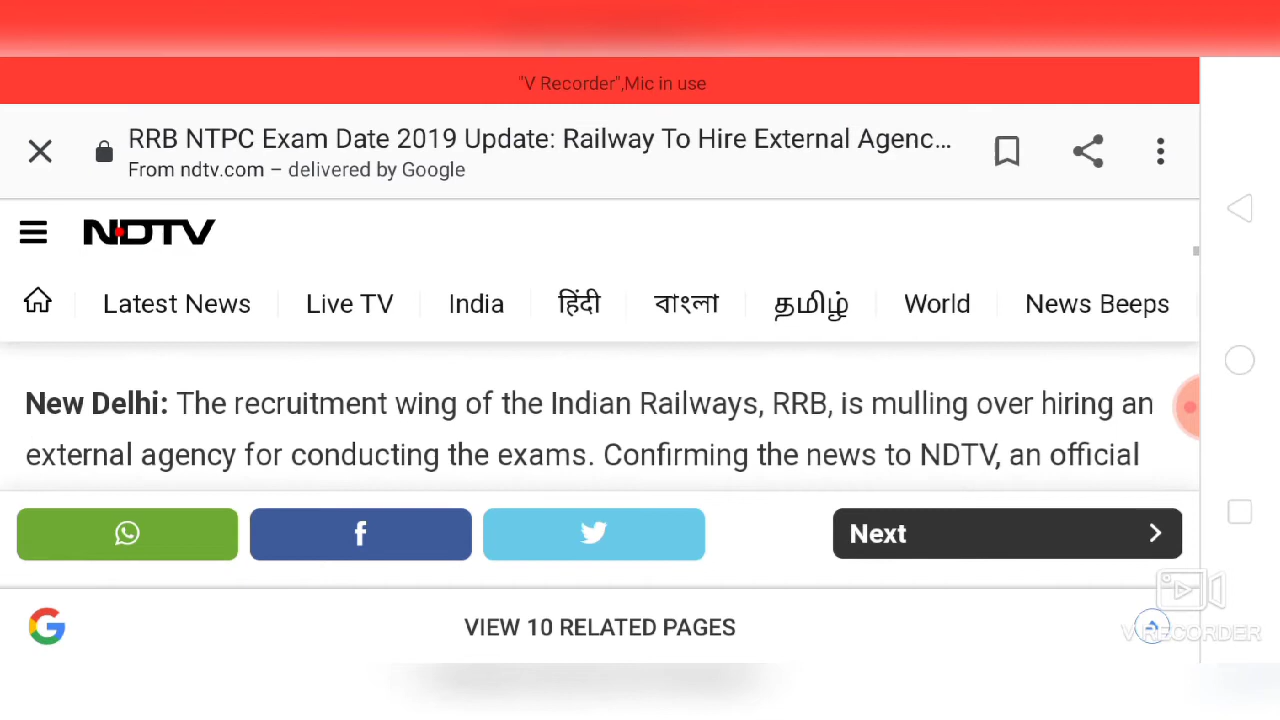 "V Recorder",Mic in use
RRB NTPC Exam Date 2019 Update: Railway To Hire External Agenc...
From ndtv.com – delivered by Google
NDTV
Latest News Live TV India हिंदी বাংলা தமிழ் World News Beeps
New Delhi: The recruitment wing of the Indian Railways, RRB, is mulling over hiring an
external agency for conducting the exams. Confirming the news to NDTV, an official
Next
VIEW 10 RELATED PAGES
V RECORDER